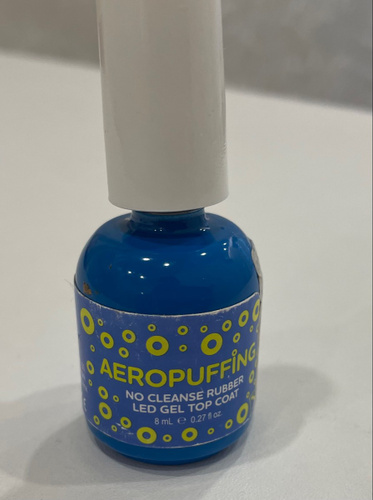 AEROPUFFING
NO CLEANSE RUBBER
LED GEL TOP COAT
8 mL ℮ 0.27 fl oz